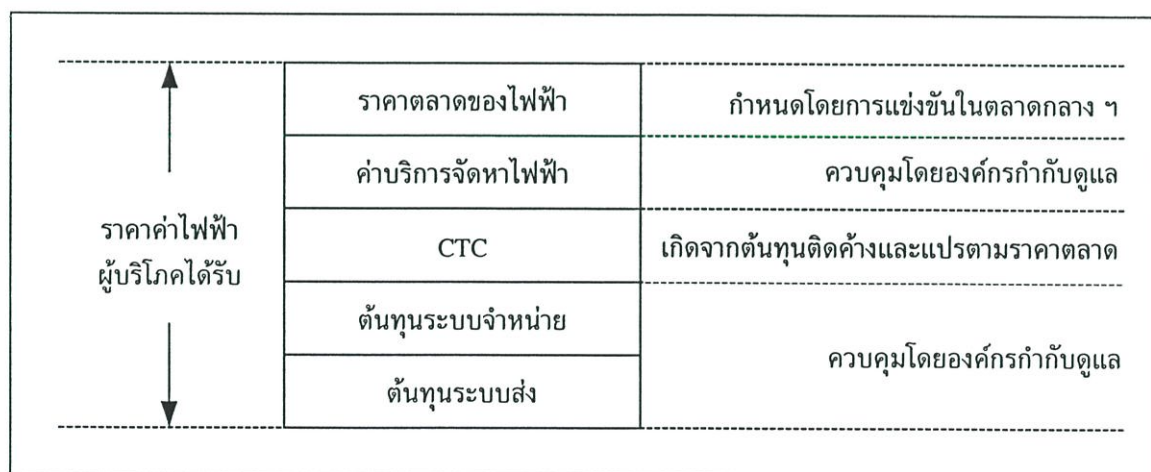 ราคาตลาดของไฟฟ้า
กำหนดโดยการแข่งขันในตลาดกลาง ฯ
ค่าบริการจัดหาไฟฟ้า
ควบคุมโดยองค์กรกำกับดูแล
ราคาค่าไฟฟ้า
ผู้บริโภคได้รับ
CTC
เกิดจากต้นทุนติดค้างและแปรตามราคาตลาด
ต้นทุนระบบจำหน่าย
ควบคุมโดยองค์กรกำกับดูแล
ต้นทุนระบบส่ง